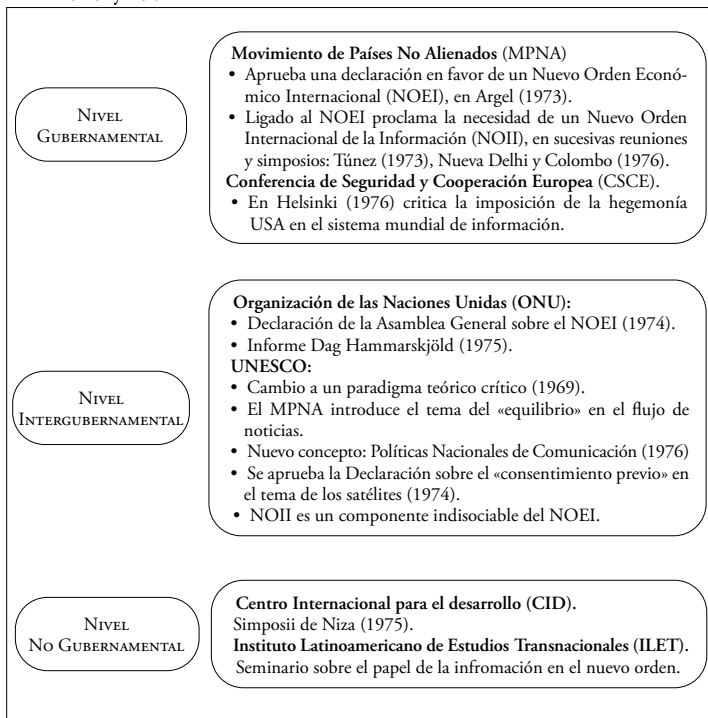 Nivel
Gubernamental
Movimiento de Países No Alienados (MPNA)
• Aprueba una declaración en favor de un Nuevo Orden Econó-
mico Internacional (NOEI), en Argel (1973).
• Ligado al NOEI proclama la necesidad de un Nuevo Orden
Internacional de la Información (NOII), en sucesivas reuniones
y simposios: Túnez (1973), Nueva Delhi y Colombo (1976).
Conferencia de Seguridad y Cooperación Europea (CSCE).
• En Helsinki (1976) critica la imposición de la hegemonía
USA en el sistema mundial de información.
Nivel
Intergubernamental
Organización de las Naciones Unidas (ONU):
• Declaración de la Asamblea General sobre el NOEI (1974).
• Informe Dag Hammarskjöld (1975).
UNESCO:
• Cambio a un paradigma teórico crítico (1969).
• El MPNA introduce el tema del «equilibrio» en el flujo de
noticias.
• Nuevo concepto: Políticas Nacionales de Comunicación (1976)
• Se aprueba la Declaración sobre el «consentimiento previo» en
el tema de los satélites (1974).
• NOII es un componente indisociable del NOEI.
Nivel
No Gubernamental
Centro Internacional para el desarrollo (CID).
Simposii de Niza (1975).
Instituto Latinoamericano de Estudios Transnacionales (ILET).
Seminario sobre el papel de la infromación en el nuevo orden.